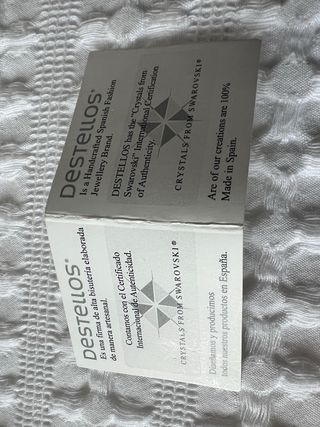 DESTELLOS®
Is a Handcrafted Spanish Fashion
Jewellery Brand.
DESTELLOS has the "Crystals from
Swarovski" International Certification
of Authenticity.
CRYSTALS FROM SWAROVSKI®
Are of our creations are 100%
Made in Spain.
DESTELLOS®
Es una firma de alta bisutería elaborada
de manera artesanal.
Contamos con el Certificado
Internacional de Autenticidad.
CRYSTALS FROM SWAROVSKI®
Diseñamos y producimos
todos nuestros productos en España.